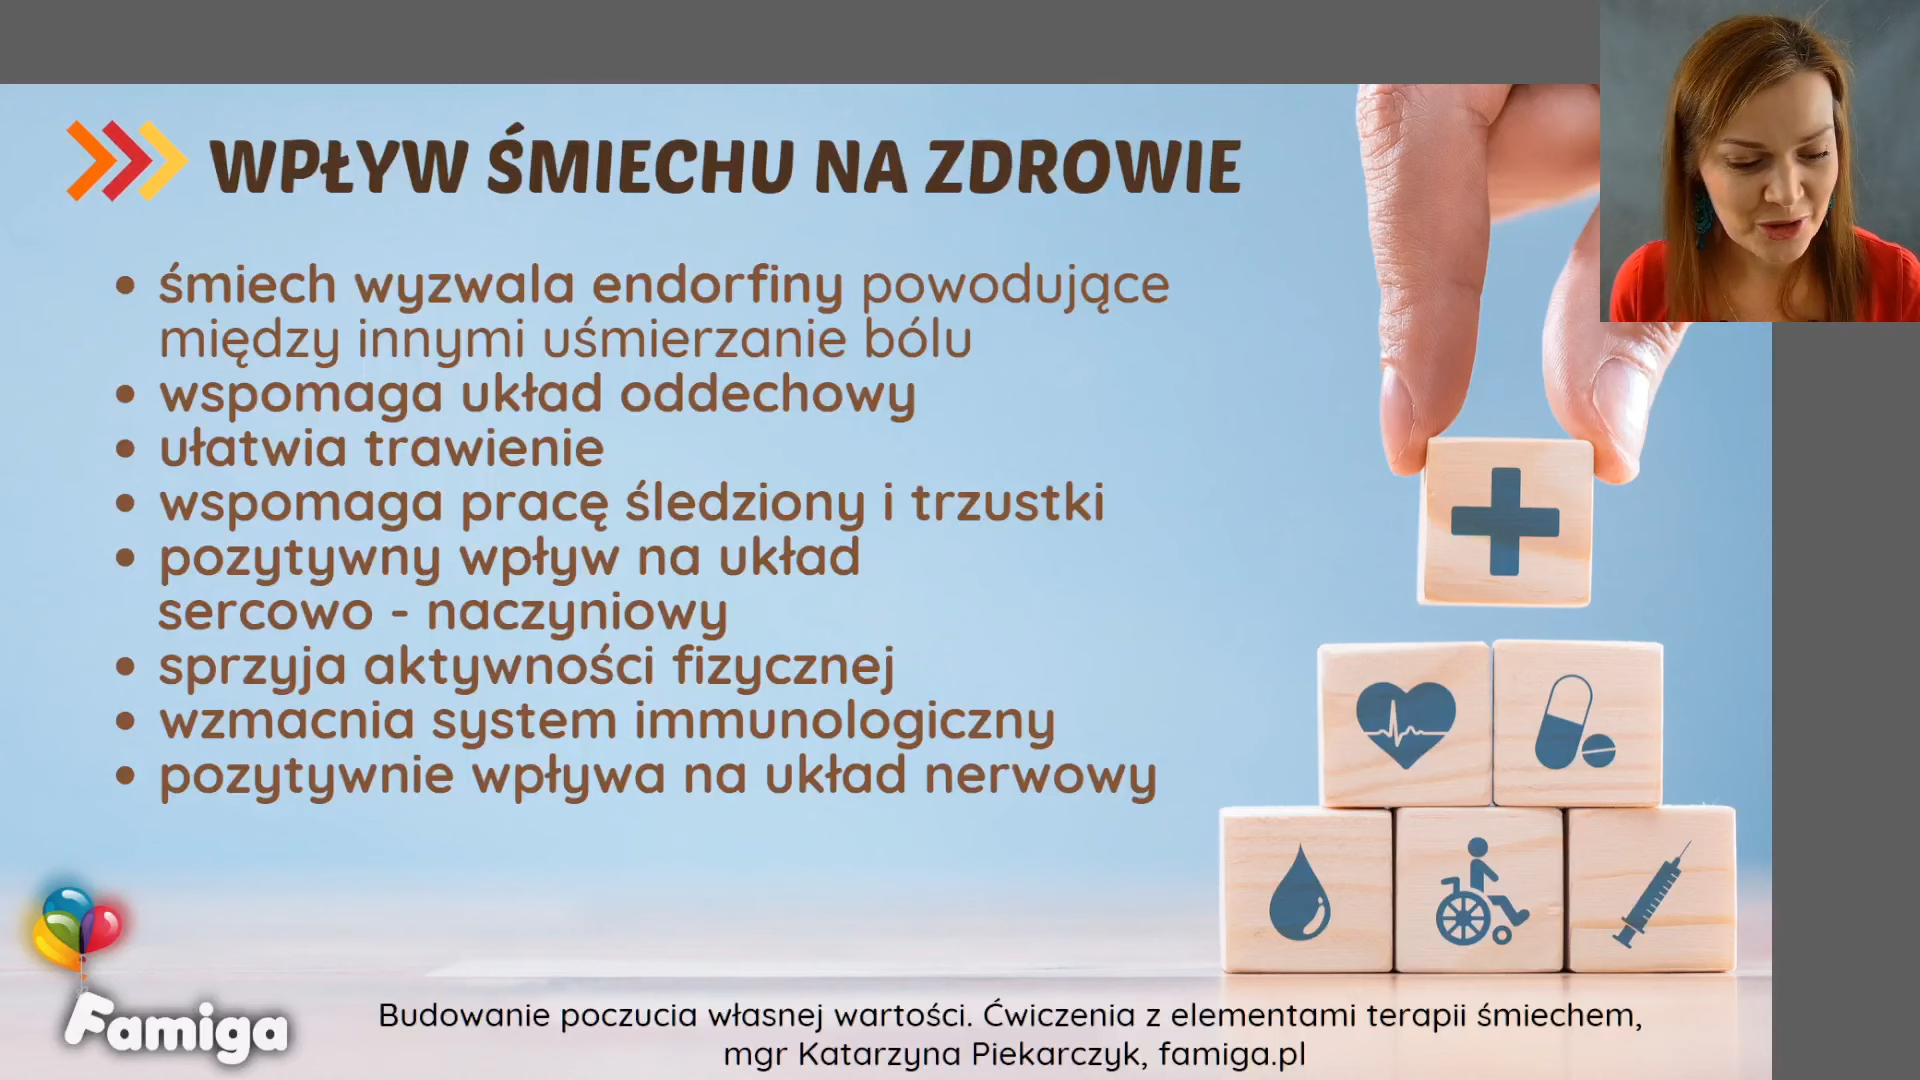 WPŁYW ŚMIECHU NA ZDROWIE
• śmiech wyzwala endorfiny powodujące
między innymi uśmierzanie bólu
• wspomaga układ oddechowy
• ułatwia trawienie
• wspomaga pracę śledziony i trzustki
• pozytywny wpływ na układ
sercowo - naczyniowy
• sprzyja aktywności fizycznej
• wzmacnia system immunologiczny
• pozytywnie wpływa na układ nerwowy
Famiga
Budowanie poczucia własnej wartości. Ćwiczenia z elementami terapii śmiechem,
mgr Katarzyna Piekarczyk, famiga.pl